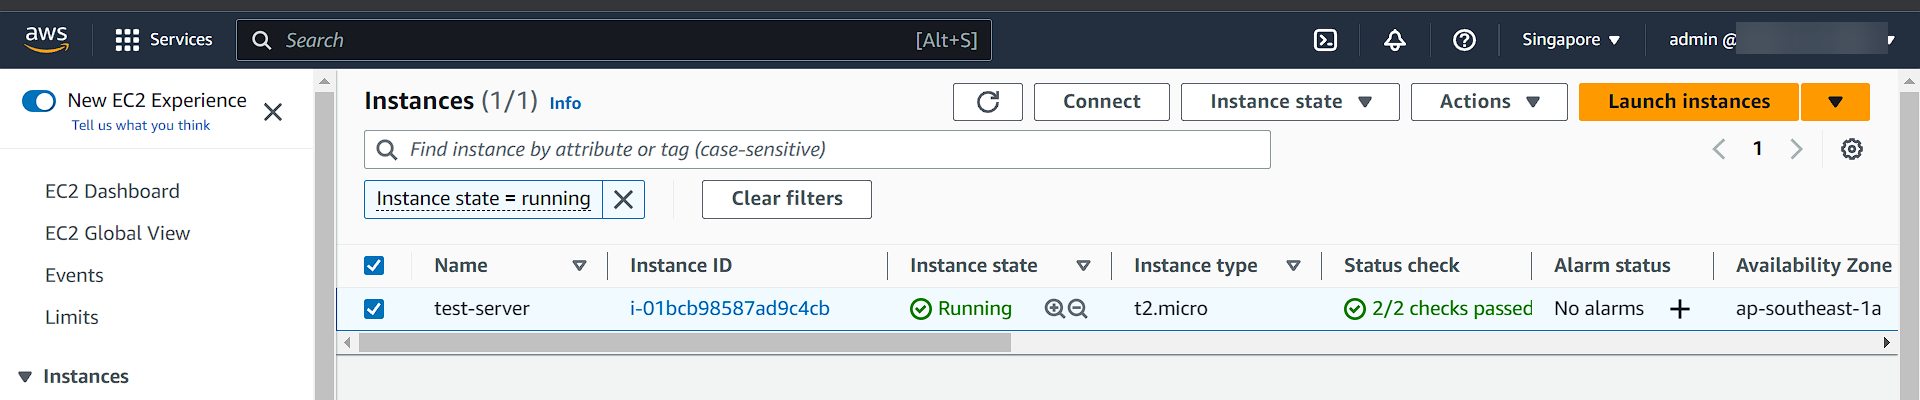 aws Services Search [Alt+S] Singapore admin @
New EC2 Experience
Tell us what you think
EC2 Dashboard
EC2 Global View
Events
Limits
Instances
Instances (1/1) Info Connect Instance state Actions Launch instances
Find instance by attribute or tag (case-sensitive) 1
Instance state = running Clear filters
Name Instance ID Instance state Instance type Status check Alarm status Availability Zone
test-server i-01bcb98587ad9c4cb Running t2.micro 2/2 checks passed No alarms ap-southeast-1a